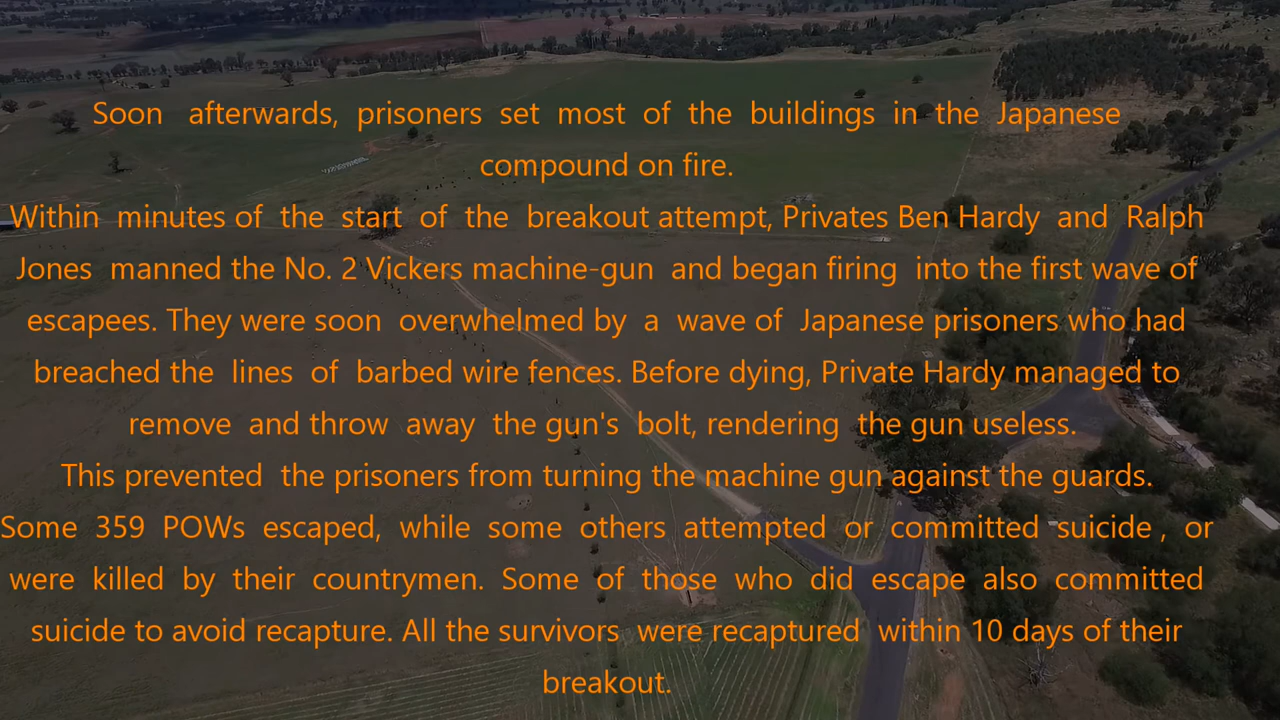 Soon afterwards, prisoners set most of the buildings in the Japanese
compound on fire.
Within minutes of the start of the breakout attempt, Privates Ben Hardy and Ralph
Jones manned the No. 2 Vickers machine-gun and began firing into the first wave of
escapees. They were soon overwhelmed by a wave of Japanese prisoners who had
breached the lines of barbed wire fences. Before dying, Private Hardy managed to
remove and throw away the gun's bolt, rendering the gun useless.
This prevented the prisoners from turning the machine gun against the guards.
Some 359 POWs escaped, while some others attempted or committed suicide , or
were killed by their countrymen. Some of those who did escape also committed
suicide to avoid recapture. All the survivors were recaptured within 10 days of their
breakout.